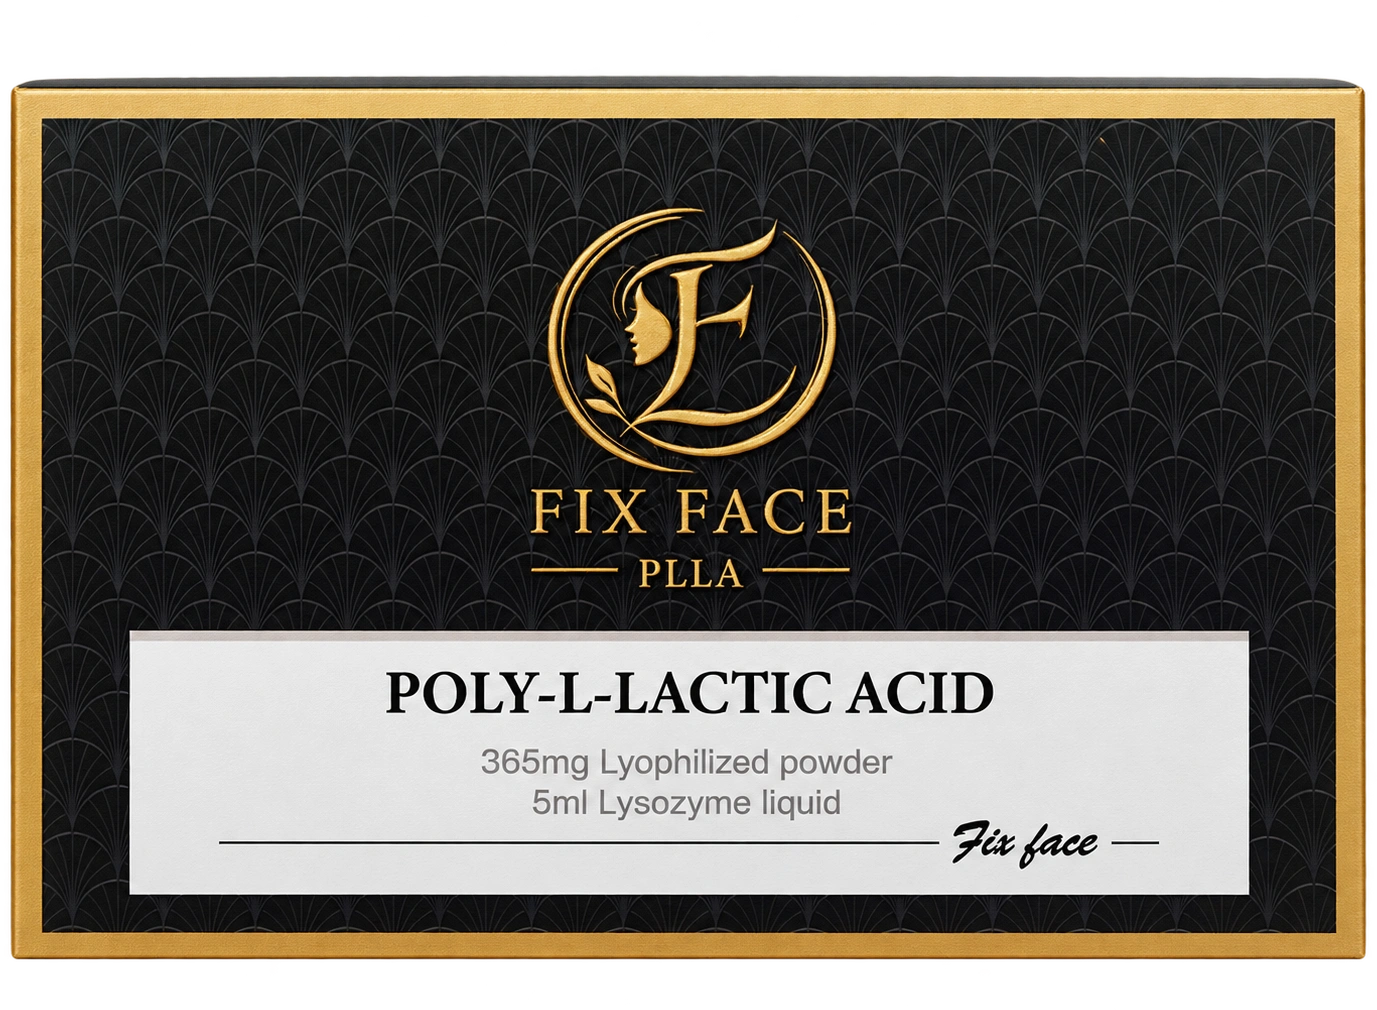 FIX FACE
PLLA
POLY-L-LACTIC ACID
365mg Lyophilized powder
5ml Lysozyme liquid
Fix face